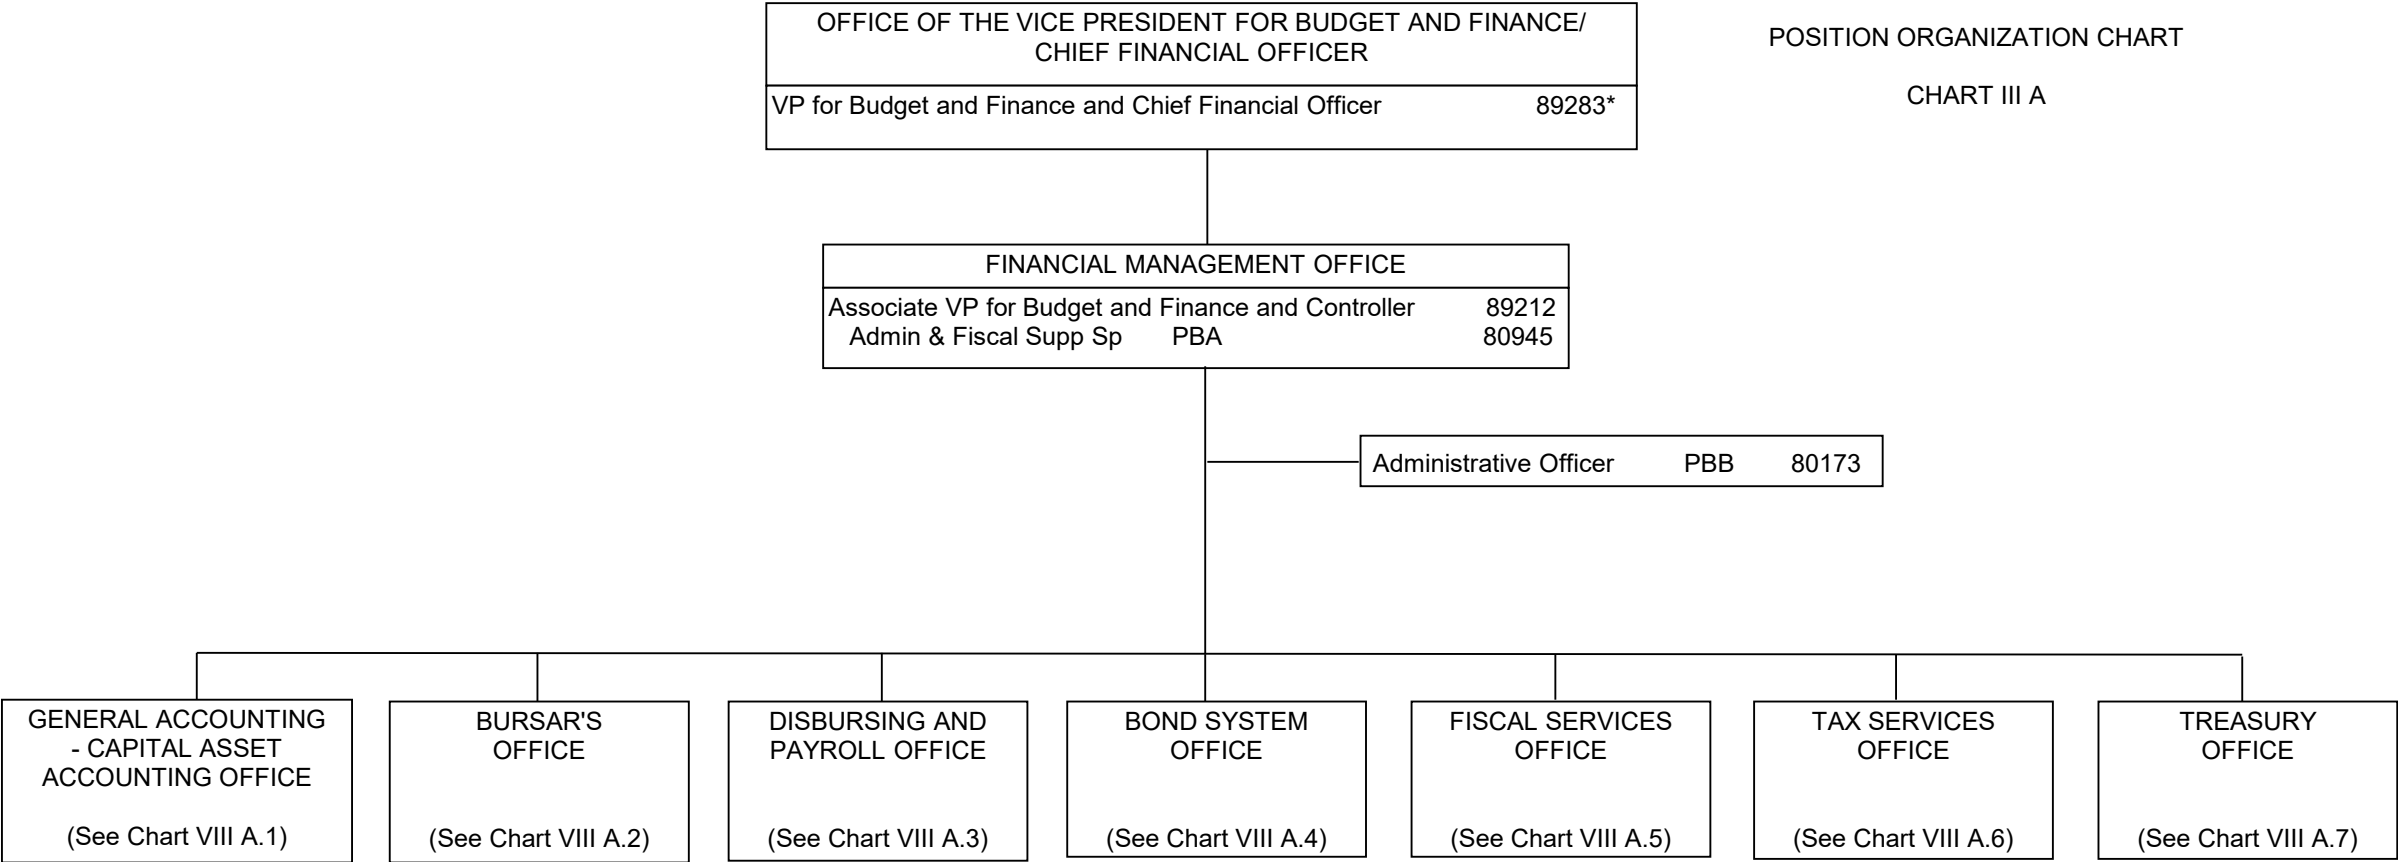 OFFICE OF THE VICE PRESIDENT FOR BUDGET AND FINANCE/
CHIEF FINANCIAL OFFICER
VP for Budget and Finance and Chief Financial Officer 89283*
POSITION ORGANIZATION CHART
CHART III A
FINANCIAL MANAGEMENT OFFICE
Associate VP for Budget and Finance and Controller 89212
Admin & Fiscal Supp Sp PBA 80945
Administrative Officer PBB 80173
GENERAL ACCOUNTING
- CAPITAL ASSET
ACCOUNTING OFFICE
(See Chart VIII A.1)
BURSAR'S
OFFICE
(See Chart VIII A.2)
DISBURSING AND
PAYROLL OFFICE
(See Chart VIII A.3)
BOND SYSTEM
OFFICE
(See Chart VIII A.4)
FISCAL SERVICES
OFFICE
(See Chart VIII A.5)
TAX SERVICES
OFFICE
(See Chart VIII A.6)
TREASURY
OFFICE
(See Chart VIII A.7)